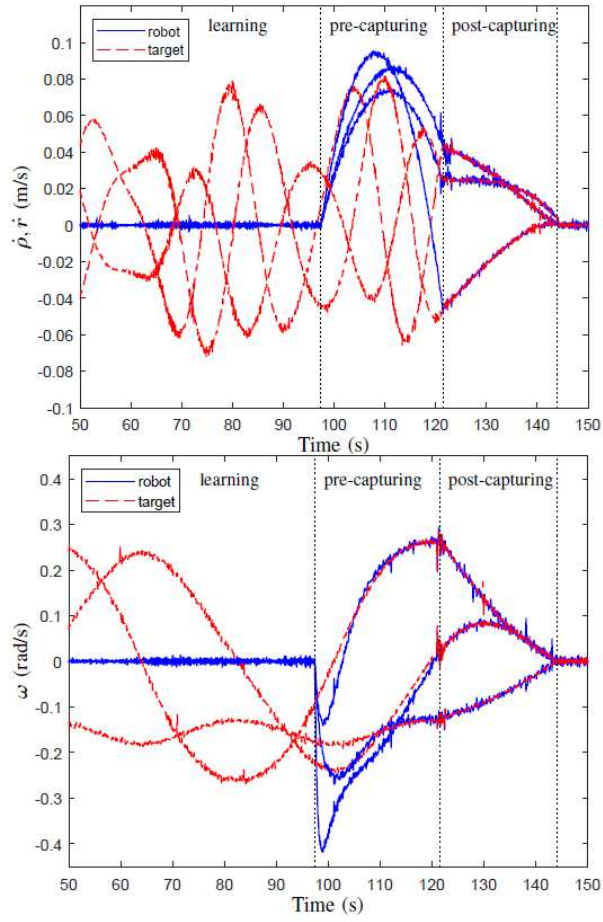 learning pre-capturing post-capturing
robot
target
0.1
0.08
0.06
0.04
0.02
0
-0.02
-0.04
-0.06
-0.08
-0.1
ρ̇, ṙ (m/s)
50 60 70 80 90 100 110 120 130 140 150
Time (s)
learning pre-capturing post-capturing
robot
target
0.4
0.3
0.2
0.1
0
-0.1
-0.2
-0.3
-0.4
ω (rad/s)
50 60 70 80 90 100 110 120 130 140 150
Time (s)